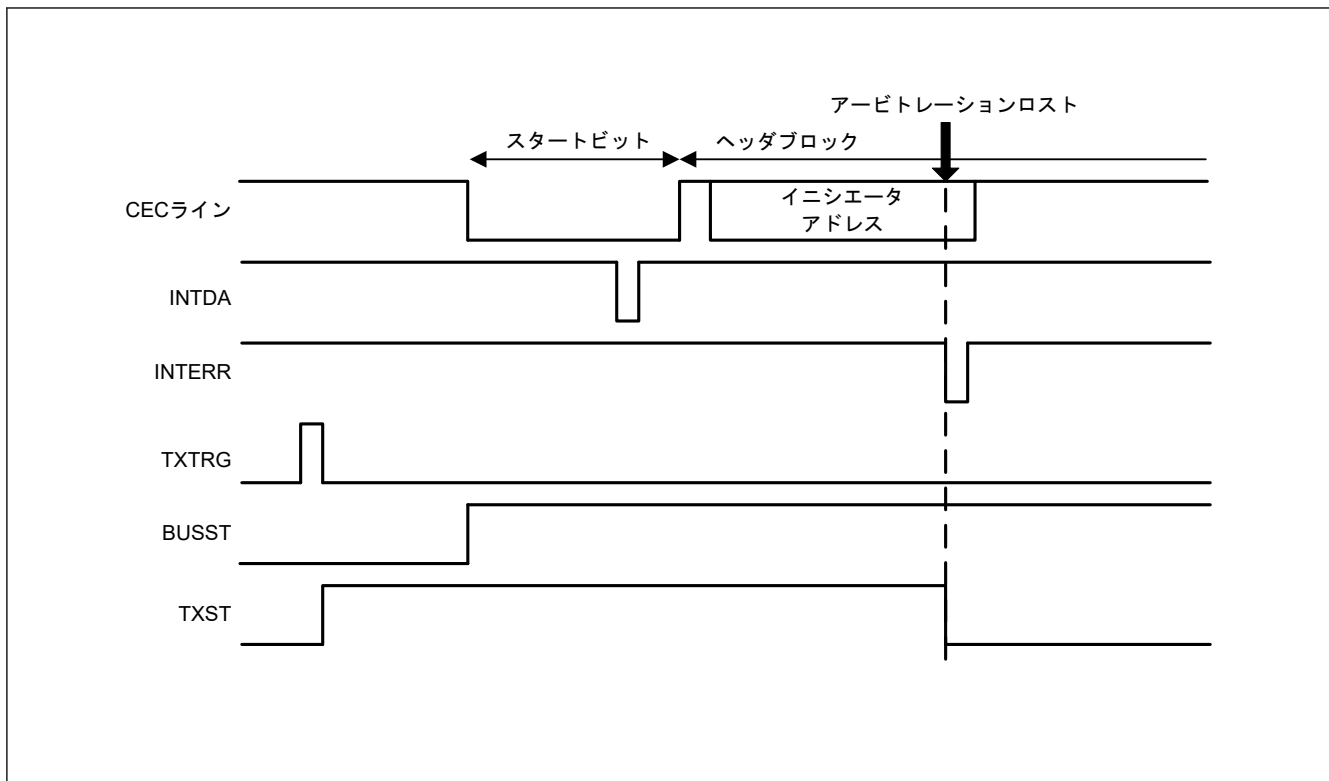 アービトレーションロスト
スタートビット
ヘッダブロック
CECライン
イニシエータ
アドレス
INTDA
INTERR
TXTRG
BUSST
TXST